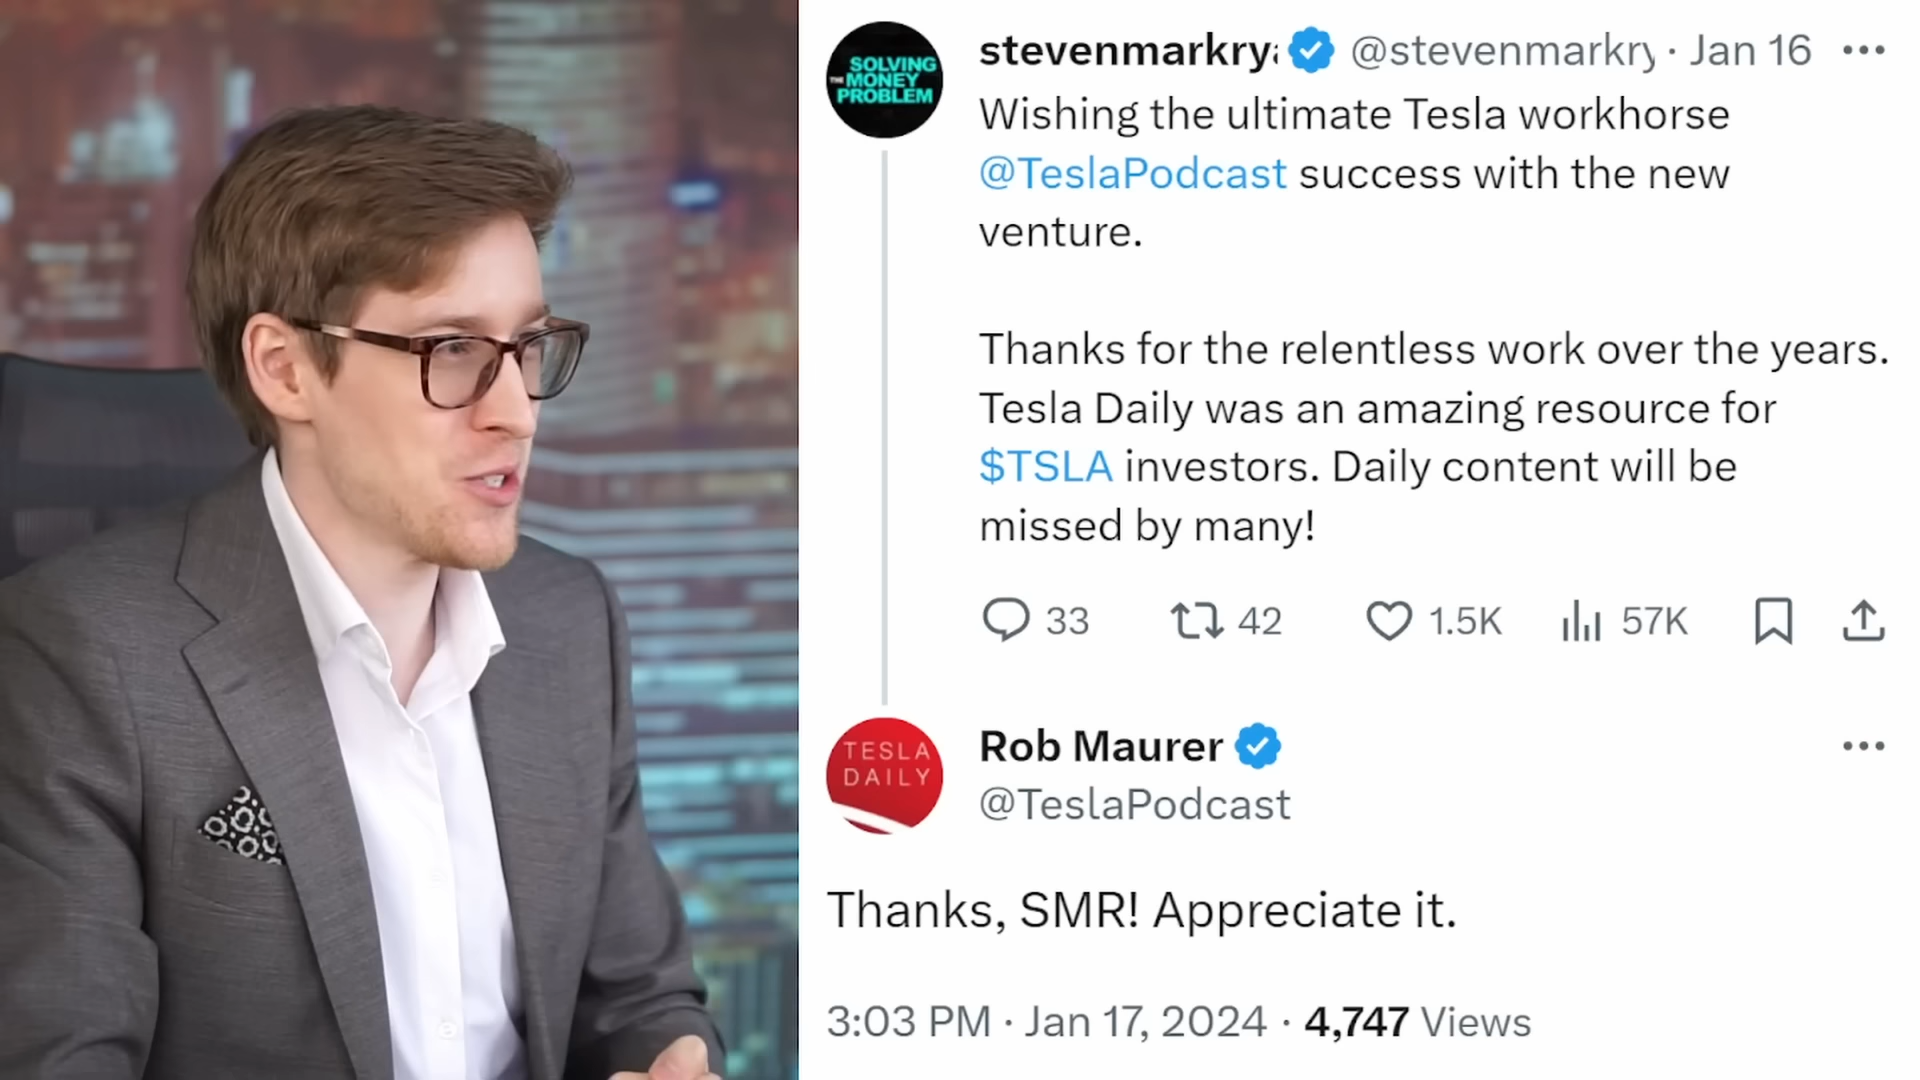 SOLVING
THE MONEY
PROBLEM
stevenmarkrya @stevenmarkry · Jan 16
Wishing the ultimate Tesla workhorse
@TeslaPodcast success with the new
venture.
Thanks for the relentless work over the years.
Tesla Daily was an amazing resource for
$TSLA investors. Daily content will be
missed by many!
33 42 1.5K 57K
TESLA
DAILY
Rob Maurer
@TeslaPodcast
Thanks, SMR! Appreciate it.
3:03 PM · Jan 17, 2024 · 4,747 Views